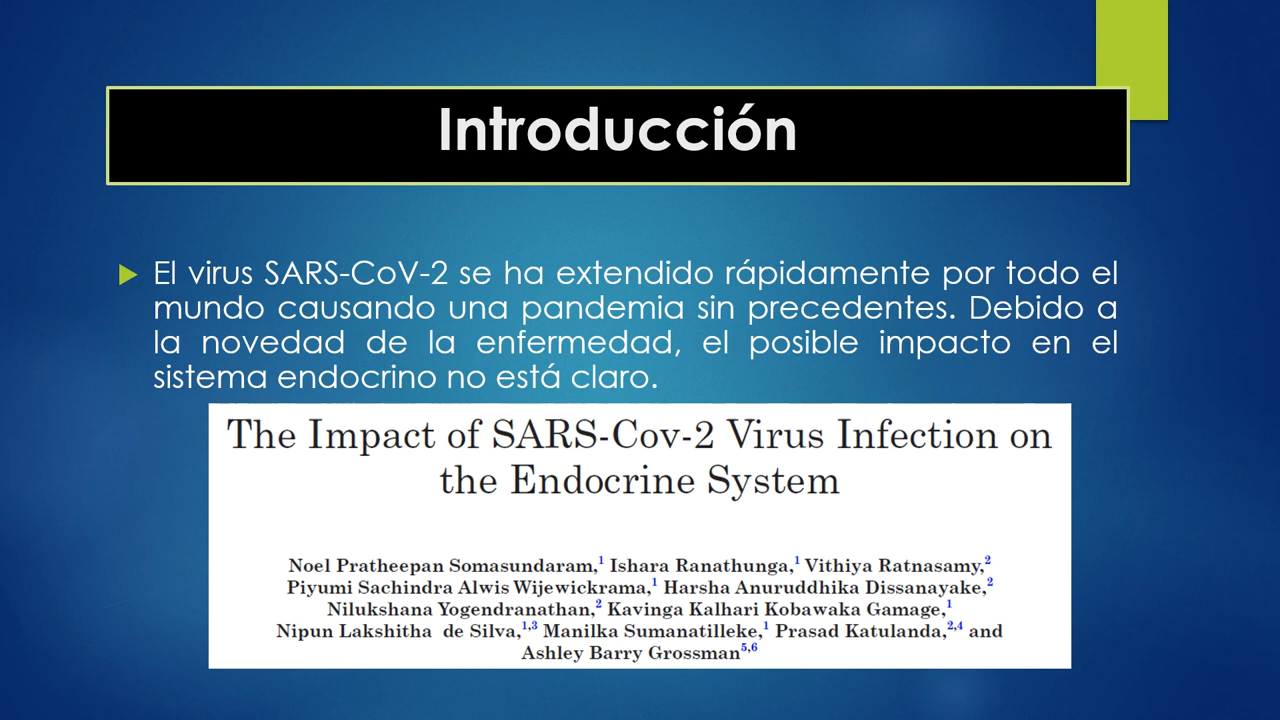 Introducción
El virus SARS-CoV-2 se ha extendido rápidamente por todo el
mundo causando una pandemia sin precedentes. Debido a
la novedad de la enfermedad, el posible impacto en el
sistema endocrino no está claro.
The Impact of SARS-Cov-2 Virus Infection on
the Endocrine System
Noel Pratheepan Somasundaram,1 Ishara Ranathunga,1 Vithiya Ratnasamy,2
Piyumi Sachindra Alwis Wijewickrama,1 Harsha Anuruddhika Dissanayake,2
Nilukshana Yogendranathan,2 Kavinga Kalhari Kobawaka Gamage,1
Nipun Lakshitha de Silva,1,3 Manilka Sumanatilleke,1 Prasad Katulanda,2,4 and
Ashley Barry Grossman5,6